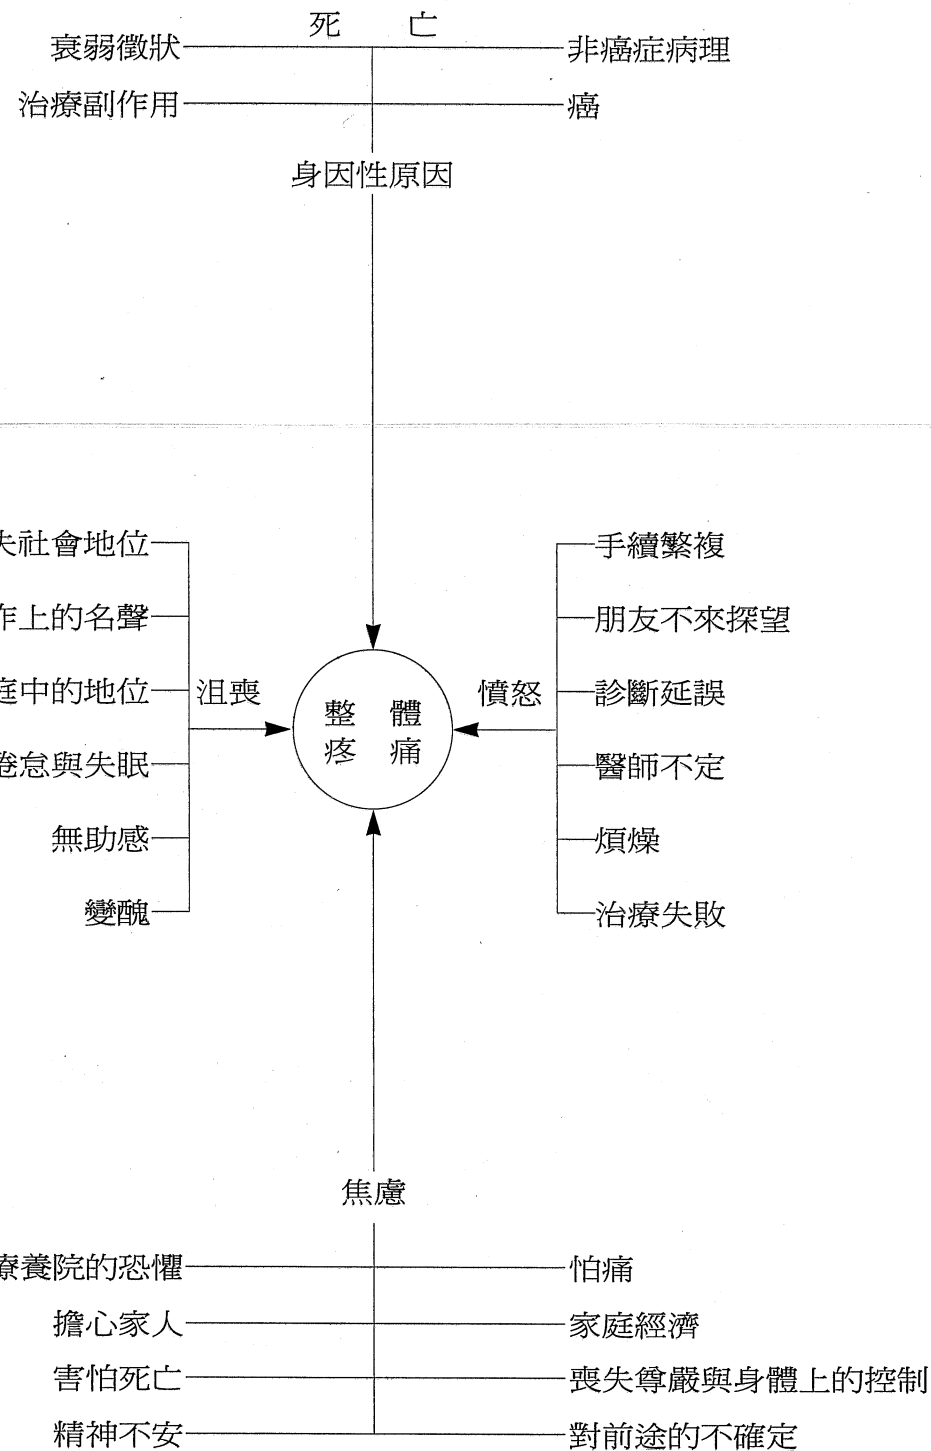 死亡
衰弱徵狀 非癌症病理
治療副作用 癌
身因性原因
失社會地位 手續繁複
作上的名聲 朋友不來探望
庭中的地位 沮喪 憤怒 診斷延誤
整體
疼痛
倦怠與失眠 醫師不定
無助感 煩燥
變醜 治療失敗
焦慮
療養院的恐懼 怕痛
擔心家人 家庭經濟
害怕死亡 喪失尊嚴與身體上的控制
精神不安 對前途的不確定